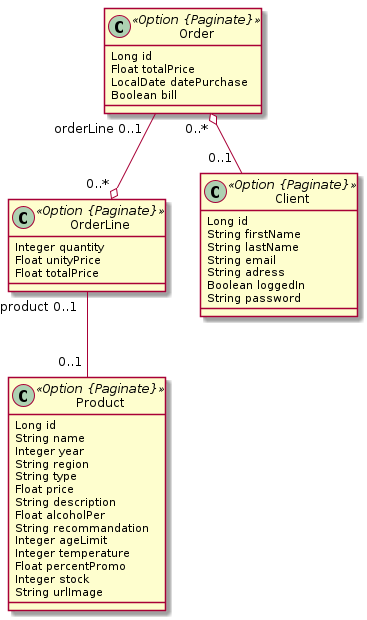 C «Option {Paginate}»
Order
Long id
Float totalPrice
LocalDate datePurchase
Boolean bill
orderLine 0..1
0..*
0..*
0..1
C «Option {Paginate}»
OrderLine
Integer quantity
Float unityPrice
Float totalPrice
C «Option {Paginate}»
Client
Long id
String firstName
String lastName
String email
String adress
Boolean loggedIn
String password
product 0..1
0..1
C «Option {Paginate}»
Product
Long id
String name
Integer year
String region
String type
Float price
String description
Float alcoholPer
String recommandation
Integer ageLimit
Integer temperature
Float percentPromo
Integer stock
String urlImage